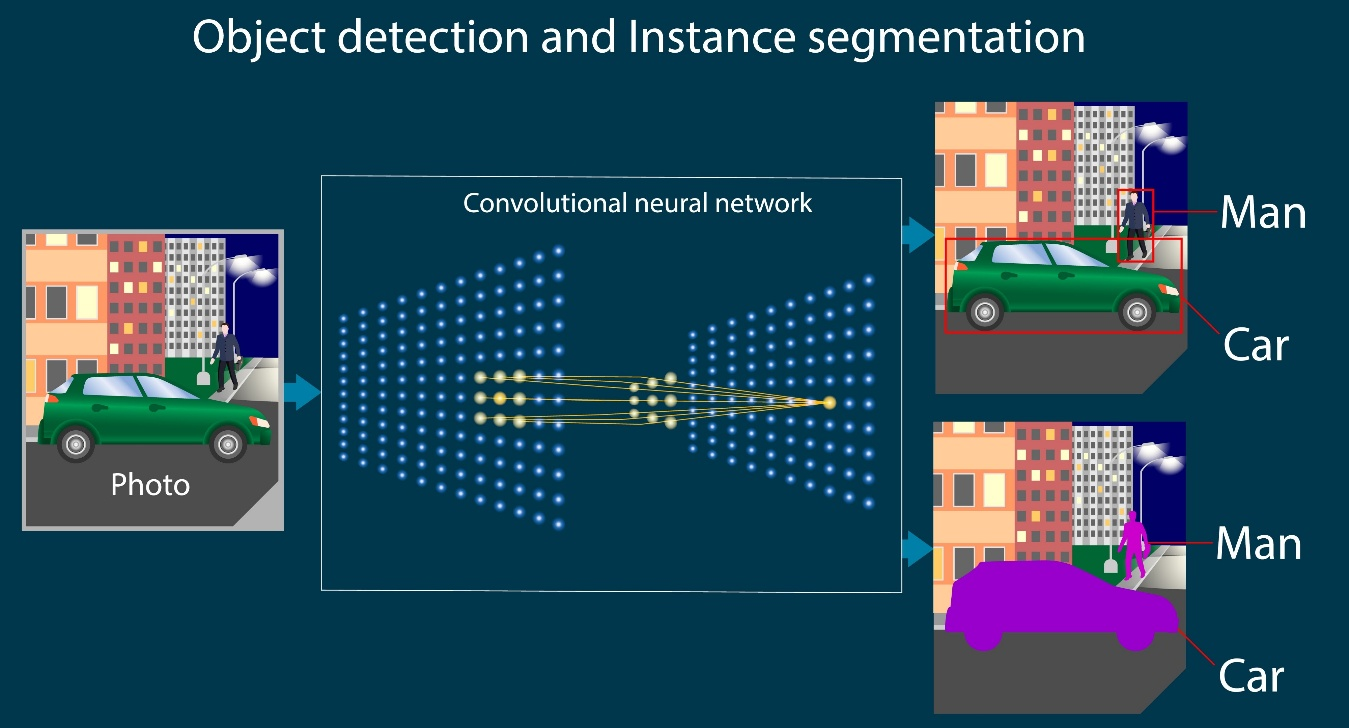 Object detection and Instance segmentation
Convolutional neural network
Photo
Man
Car
Man
Car